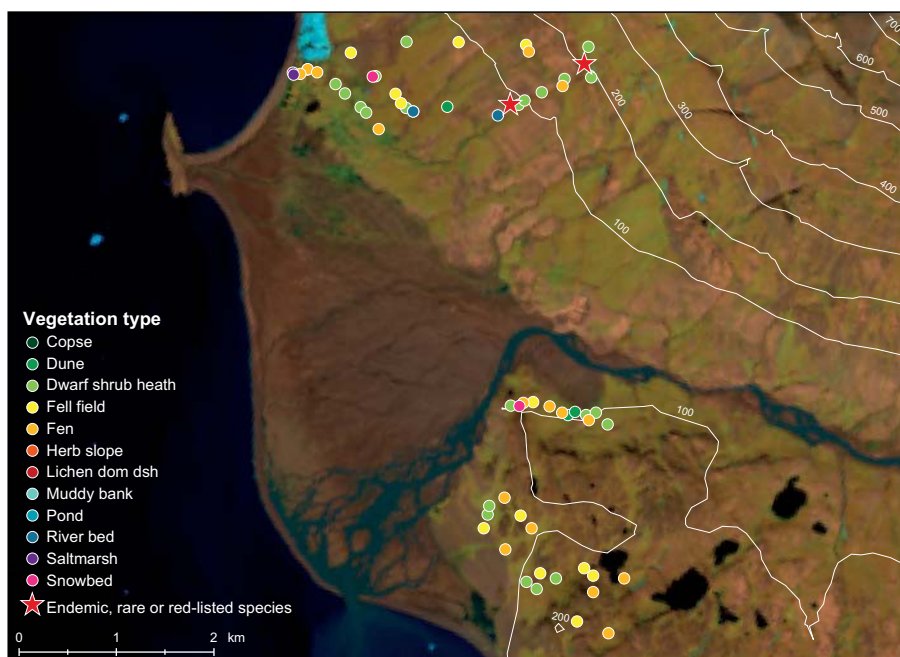 700
600
500
400
300
200
100
Vegetation type
Copse
Dune
Dwarf shrub heath
Fell field
Fen
Herb slope
Lichen dom dsh
Muddy bank
Pond
River bed
Saltmarsh
Snowbed
Endemic, rare or red-listed species
0 1 2 km
100
200